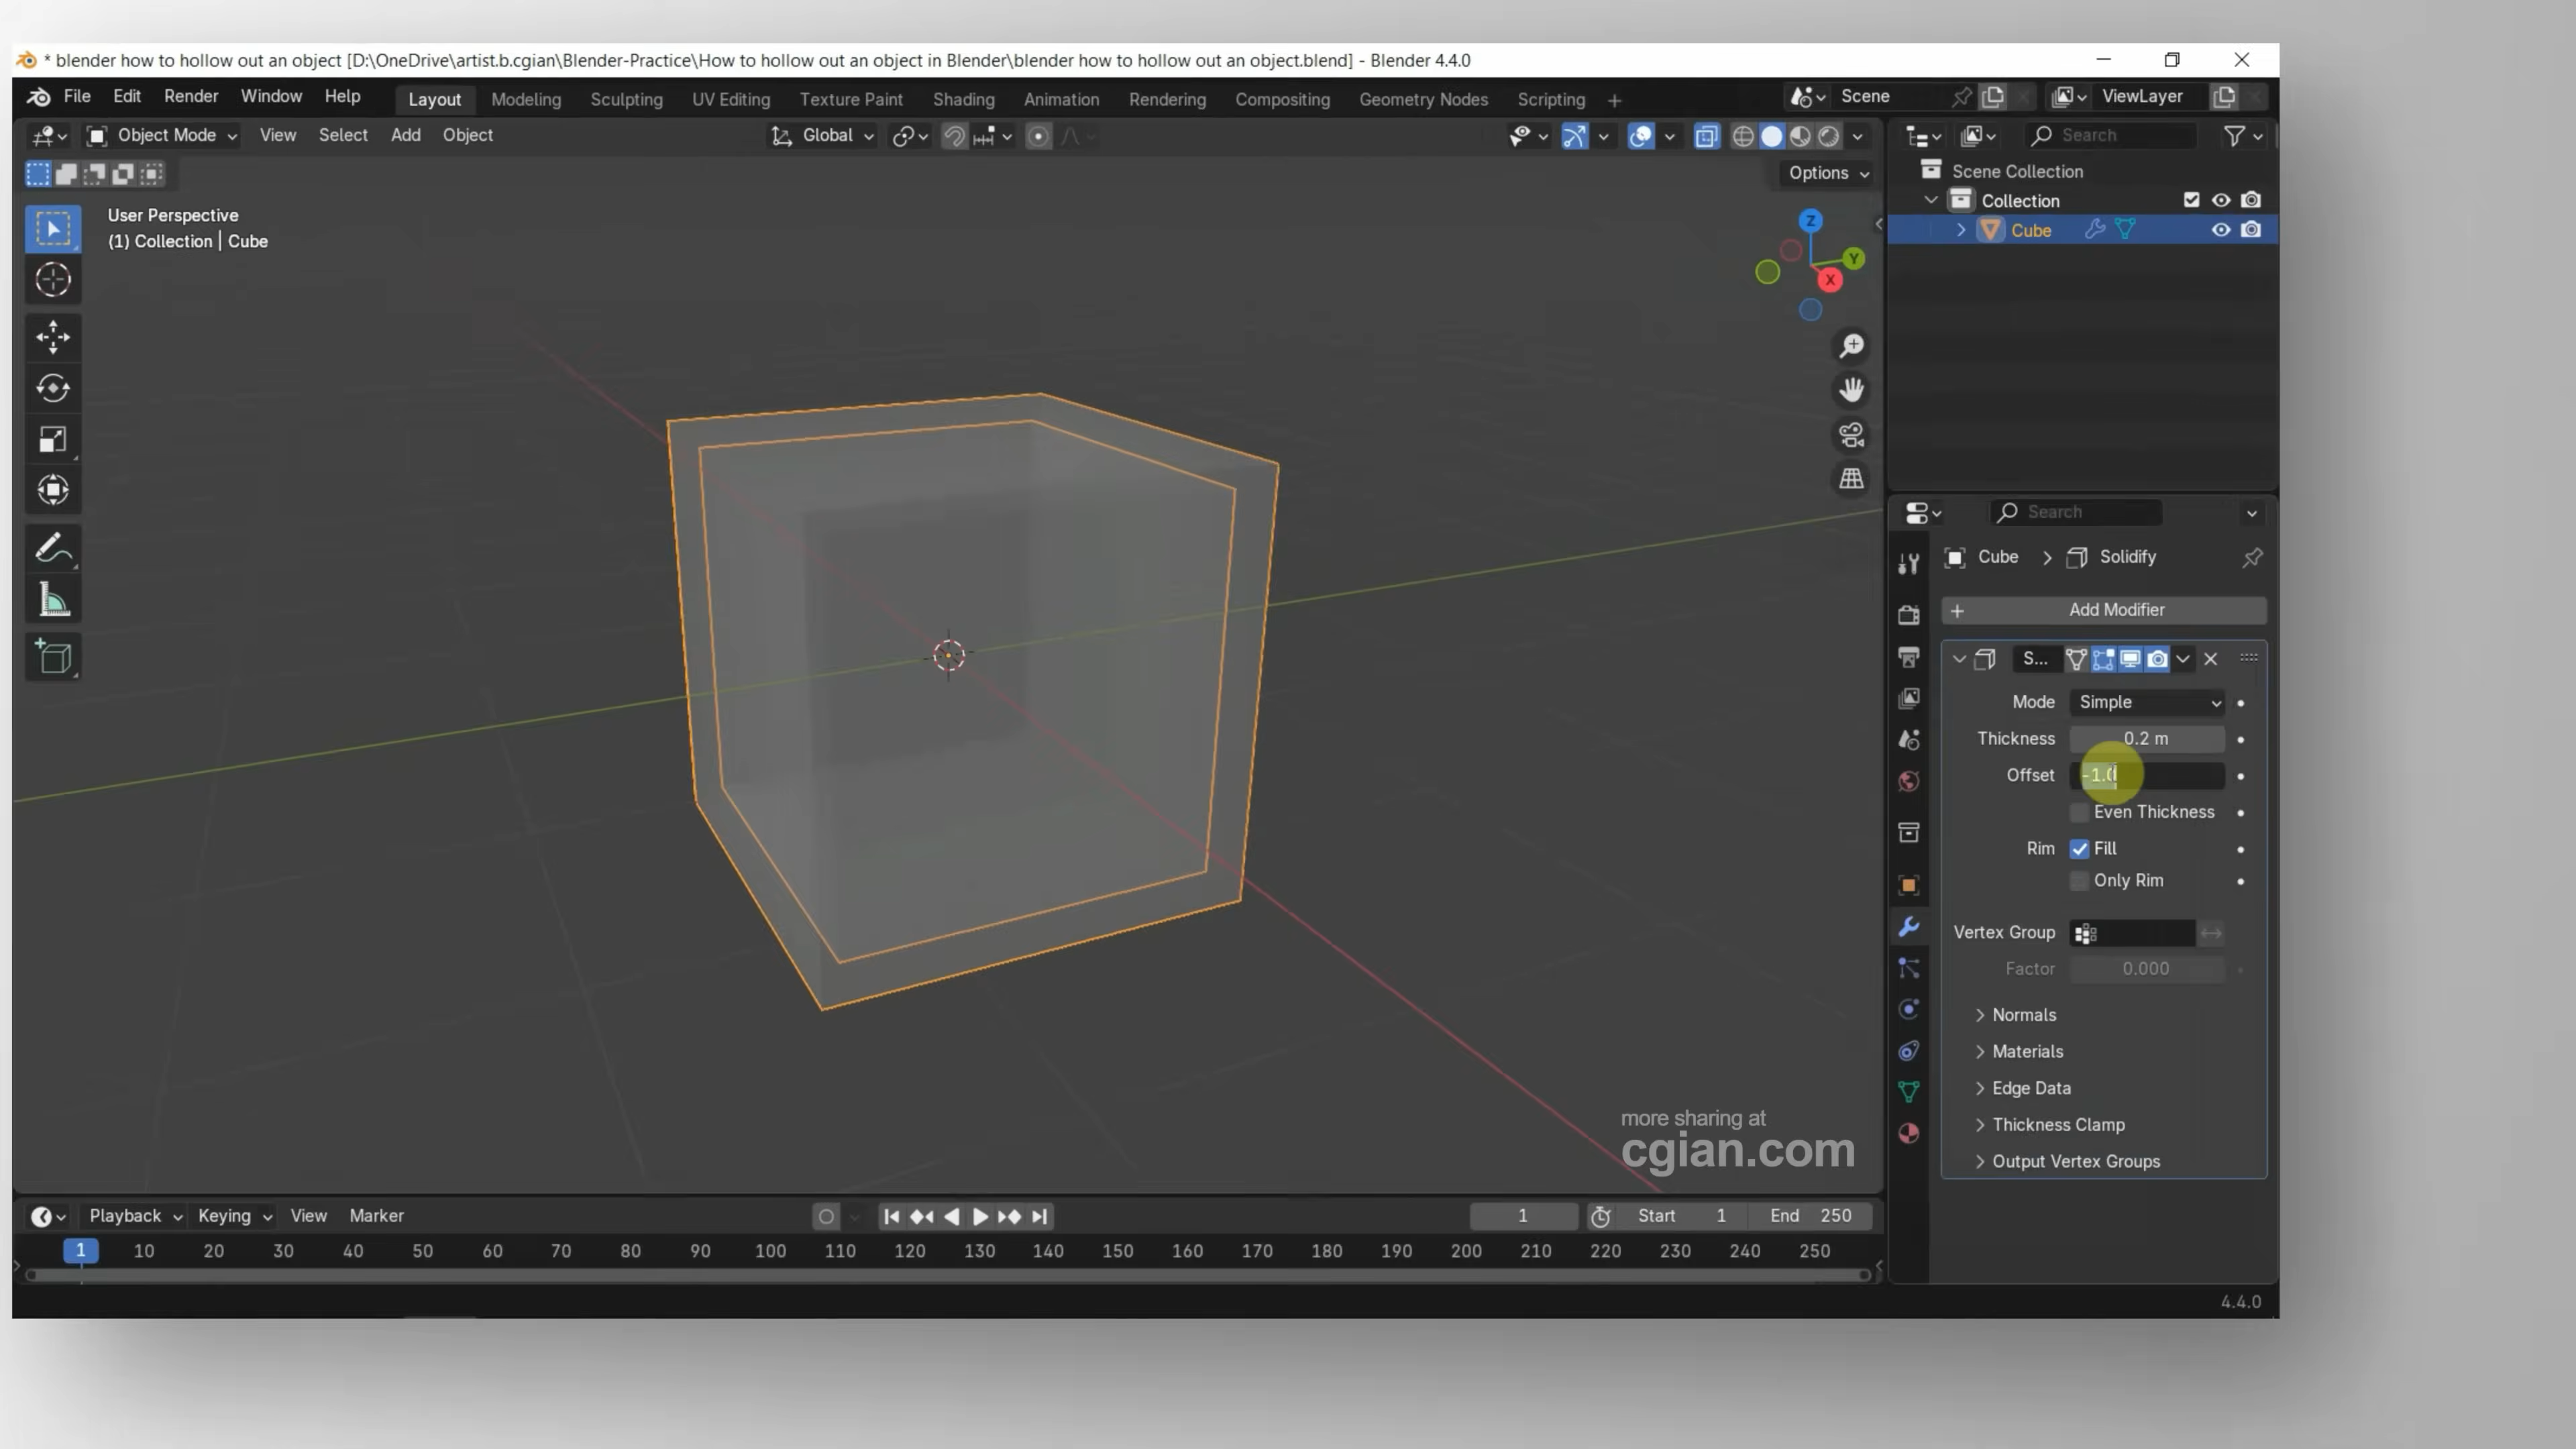 * blender how to hollow out an object [D:\OneDrive\artist.b.cgian\Blender-Practice\How to hollow out an object in Blender\blender how to hollow out an object.blend] - Blender 4.4.0
File Edit Render Window Help Layout Modeling Sculpting UV Editing Texture Paint Shading Animation Rendering Compositing Geometry Nodes Scripting + Scene ViewLayer
Object Mode View Select Add Object Global Search
Options
User Perspective
(1) Collection | Cube
Z
Y
X
Scene Collection
Collection
Cube
Search
Cube > Solidify
+ Add Modifier
S...
Mode Simple
Thickness 0.2 m
Offset -1.0
Even Thickness
Rim Fill
Only Rim
Vertex Group
Factor 0.000
Normals
Materials
Edge Data
Thickness Clamp
Output Vertex Groups
more sharing at
cgian.com
Playback Keying View Marker 1 Start 1 End 250
1 10 20 30 40 50 60 70 80 90 100 110 120 130 140 150 160 170 180 190 200 210 220 230 240 250
4.4.0